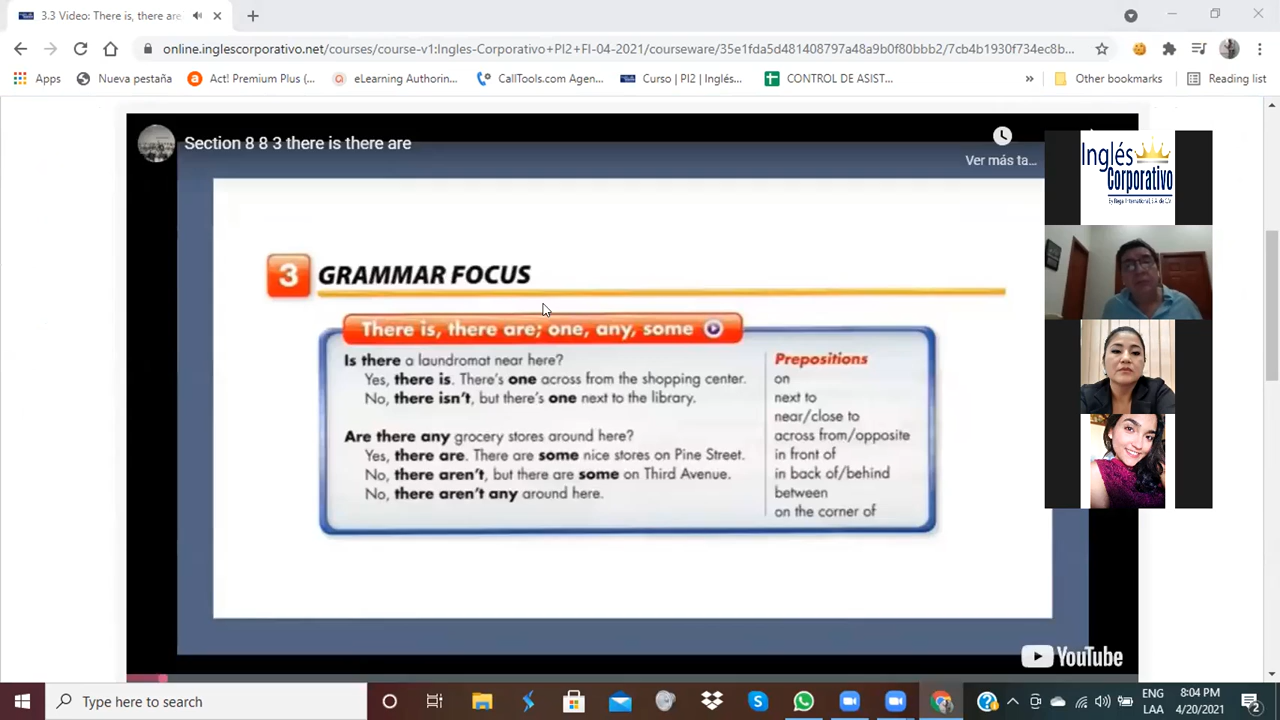 3.3 Video: There is, there are
online.inglescorporativo.net/courses/course-v1:Ingles-Corporativo+PI2+FI-04-2021/courseware/35e1fda5d481408797a48a9b0f80bbb2/7cb4b1930f734ec8b...
Apps
Nueva pestaña
Act! Premium Plus (...
eLearning Authorin...
CallTools.com Agen...
Curso | PI2 | Inglés...
CONTROL DE ASIST...
»
Other bookmarks
Reading list
Section 8 8 3 there is there are
Ver más ta...
Inglés
Corporativo
3 GRAMMAR FOCUS
There is, there are; one, any, some
Is there a laundromat near here?
Yes, there is. There's one across from the shopping center.
No, there isn't, but there's one next to the library.
Are there any grocery stores around here?
Yes, there are. There are some nice stores on Pine Street.
No, there aren't, but there are some on Third Avenue.
No, there aren't any around here.
Prepositions
on
next to
near/close to
across from/opposite
in front of
in back of/behind
between
on the corner of
YouTube
Type here to search
ENG
LAA
8:04 PM
4/20/2021
2